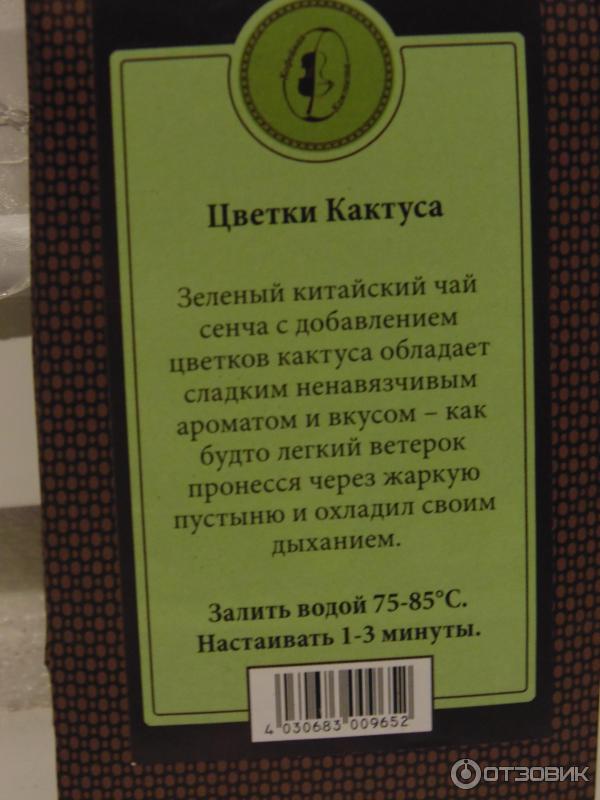 Цветки Кактуса
Зеленый китайский чай
сенча с добавлением
цветков кактуса обладает
сладким ненавязчивым
ароматом и вкусом – как
будто легкий ветерок
пронесся через жаркую
пустыню и охладил своим
дыханием.
Залить водой 75-85°С.
Настаивать 1-3 минуты.
4 030683 009652
ОТЗОВИК